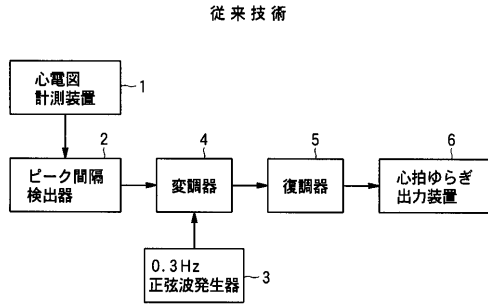 従来技術
心電図
計測装置
1
2
4
5
6
ピーク間隔
検出器
変調器
復調器
心拍ゆらぎ
出力装置
0.3Hz
正弦波発生器
3